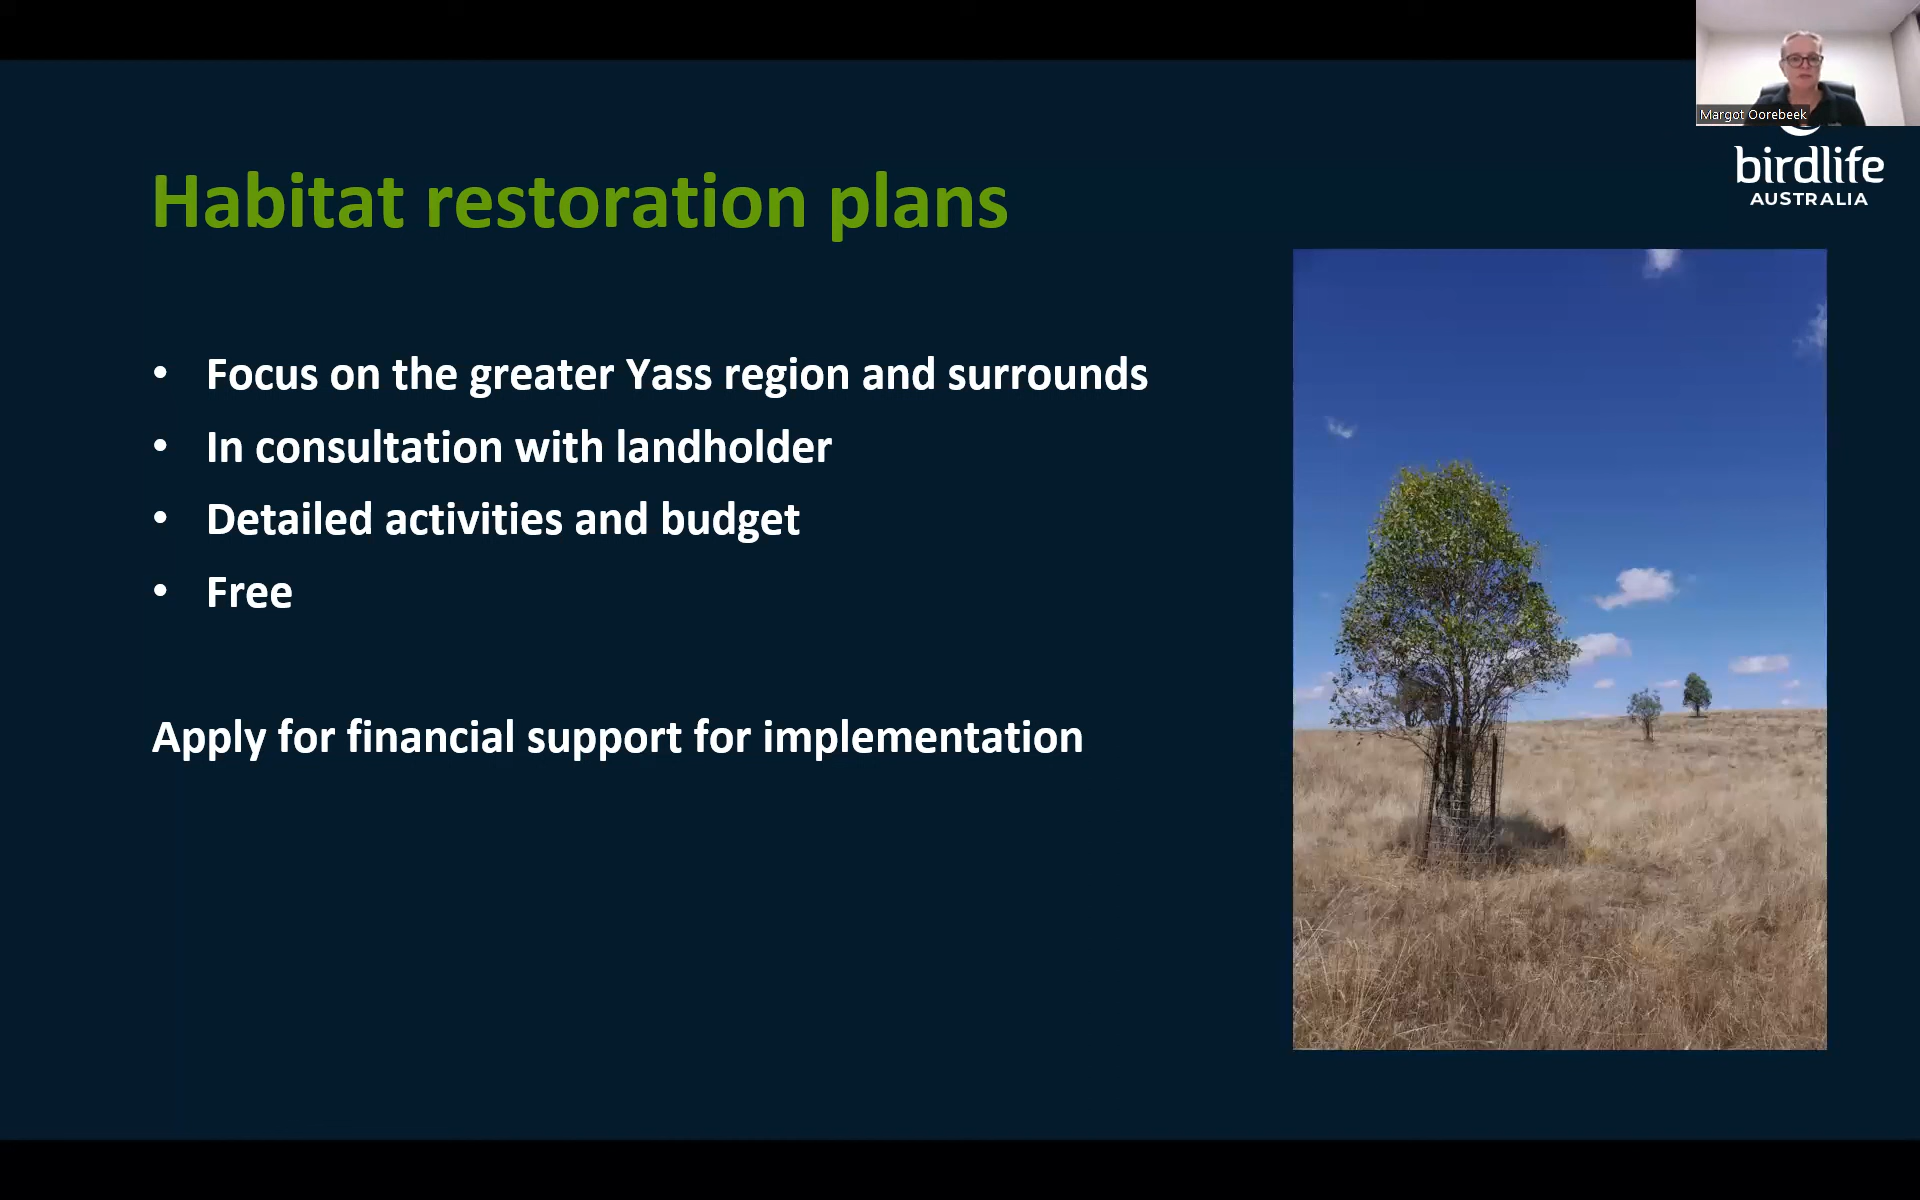 Margot Oorebeek
birdlife
AUSTRALIA
Habitat restoration plans
• Focus on the greater Yass region and surrounds
• In consultation with landholder
• Detailed activities and budget
• Free
Apply for financial support for implementation